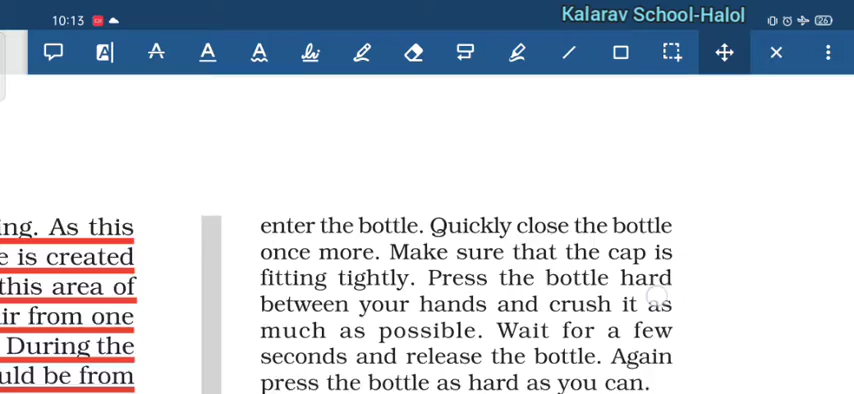 10:13
Kalarav School-Halol
26
ing. As this
e is created
this area of
ir from one
During the
uld be from
enter the bottle. Quickly close the bottle
once more. Make sure that the cap is
fitting tightly. Press the bottle hard
between your hands and crush it as
much as possible. Wait for a few
seconds and release the bottle. Again
press the bottle as hard as you can.